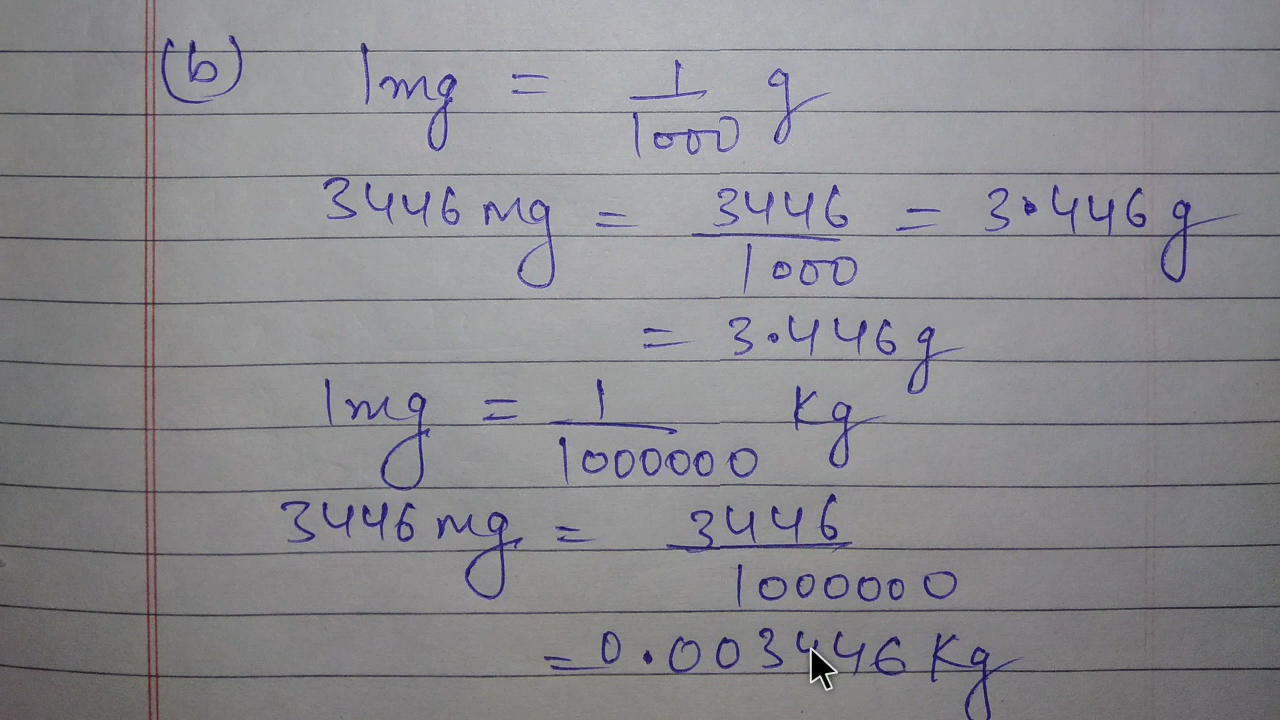 (b) 1mg = 1/1000 g
3446 mg = 3446/1000 = 3.446 g
= 3.446 g
1mg = 1/1000000 Kg
3446 mg = 3446/1000000
= 0.003446 Kg